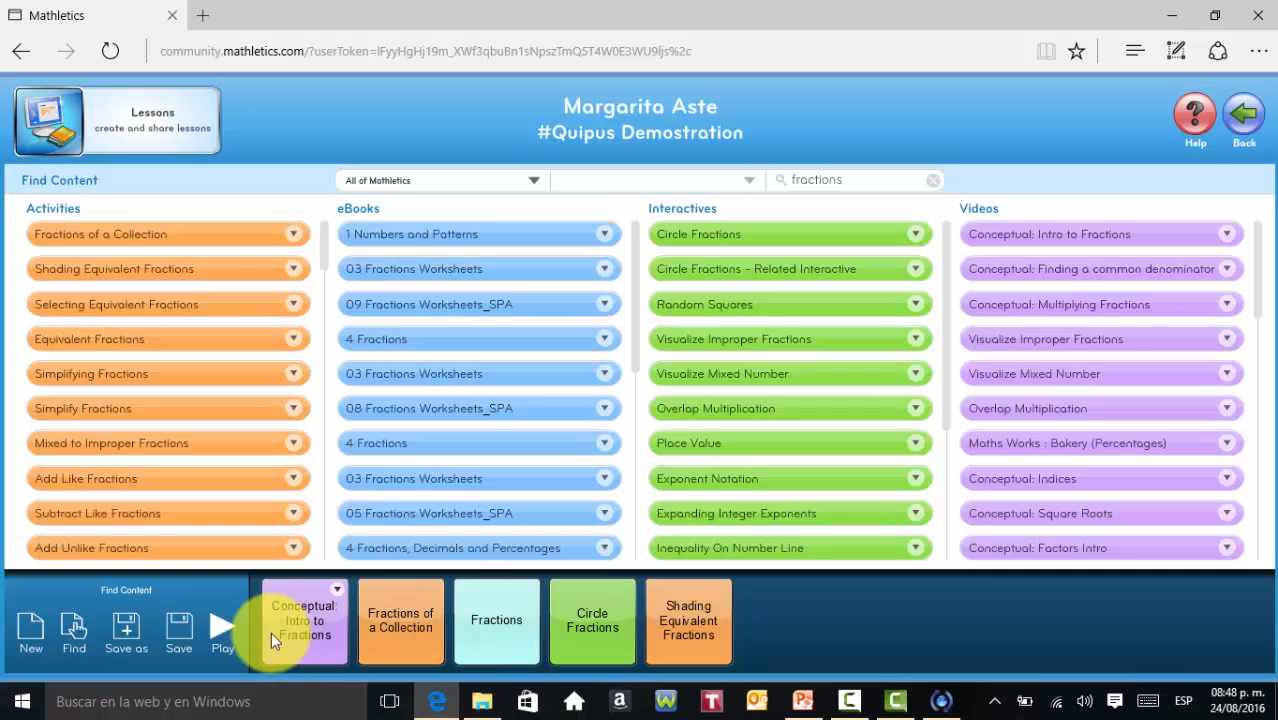 Mathletics
community.mathletics.com/?userToken=lFyyHgHj19m_XWf3qbuBn1sNpszTmQ5T4W0E3WU9ljs%2c
Lessons
create and share lessons
Margarita Aste
#Quipus Demostration
Help
Back
Find Content
All of Mathletics
fractions
Activities
Fractions of a Collection
Shading Equivalent Fractions
Selecting Equivalent Fractions
Equivalent Fractions
Simplifying Fractions
Simplify Fractions
Mixed to Improper Fractions
Add Like Fractions
Subtract Like Fractions
Add Unlike Fractions
eBooks
1 Numbers and Patterns
03 Fractions Worksheets
09 Fractions Worksheets_SPA
4 Fractions
03 Fractions Worksheets
08 Fractions Worksheets_SPA
4 Fractions
03 Fractions Worksheets
05 Fractions Worksheets_SPA
4 Fractions, Decimals and Percentages
Interactives
Circle Fractions
Circle Fractions - Related Interactive
Random Squares
Visualize Improper Fractions
Visualize Mixed Number
Overlap Multiplication
Place Value
Exponent Notation
Expanding Integer Exponents
Inequality On Number Line
Videos
Conceptual: Intro to Fractions
Conceptual: Finding a common denominator
Conceptual: Multiplying Fractions
Visualize Improper Fractions
Visualize Mixed Number
Overlap Multiplication
Maths Works : Bakery (Percentages)
Conceptual: Indices
Conceptual: Square Roots
Conceptual: Factors Intro
Find Content
New
Find
Save as
Save
Play
Conceptual:
Intro to
Fractions
Fractions of
a Collection
Fractions
Circle
Fractions
Shading
Equivalent
Fractions
Buscar en la web y en Windows
ESP
08:48 p. m.
24/08/2016